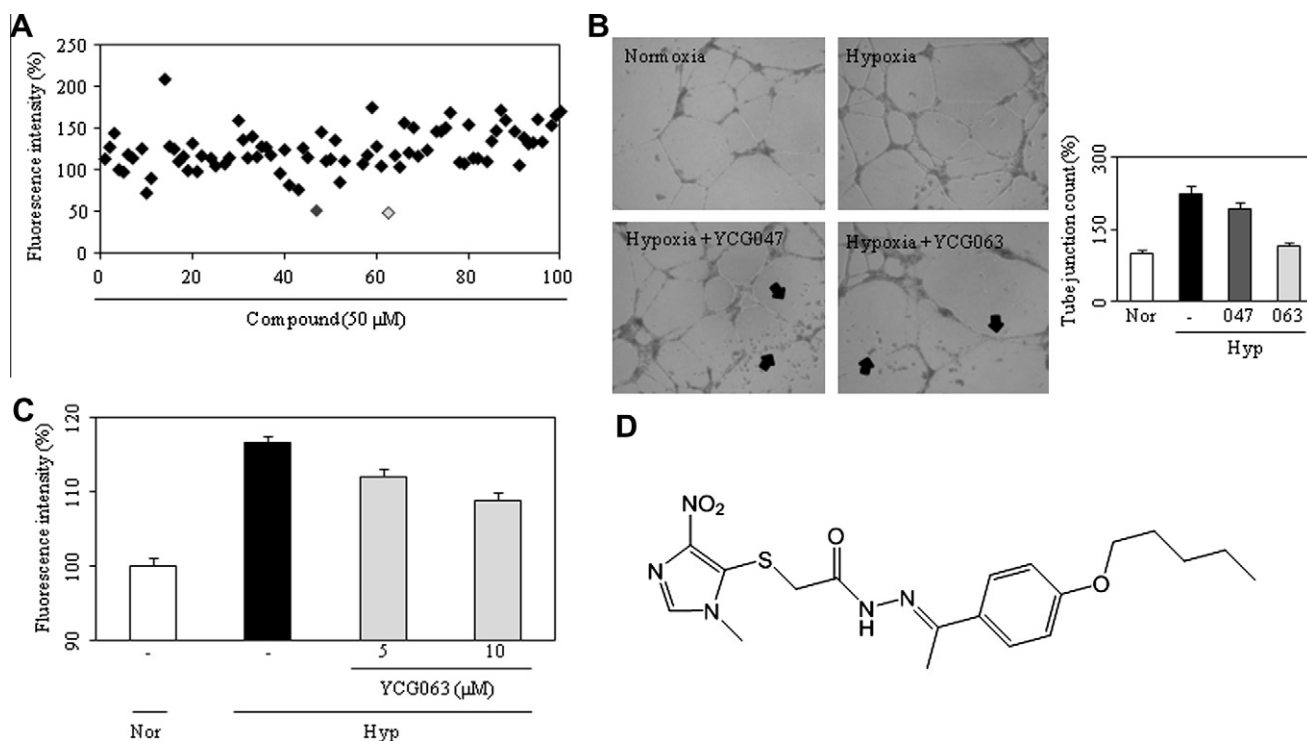 A
Fluorescence intensity (%)
250
200
150
100
50
0
0 20 40 60 80 100
Compound (50 μM)
B
Normoxia
Hypoxia
Hypoxia + YCG047
Hypoxia + YCG063
Tube junction count (%)
300
150
0
Nor - 047 063
Hyp
C
Fluorescence intensity (%)
120
110
100
90
- - 5 10
YCG063 (μM)
Nor Hyp
D
NO2
N
N
S
O
N
H
N
O